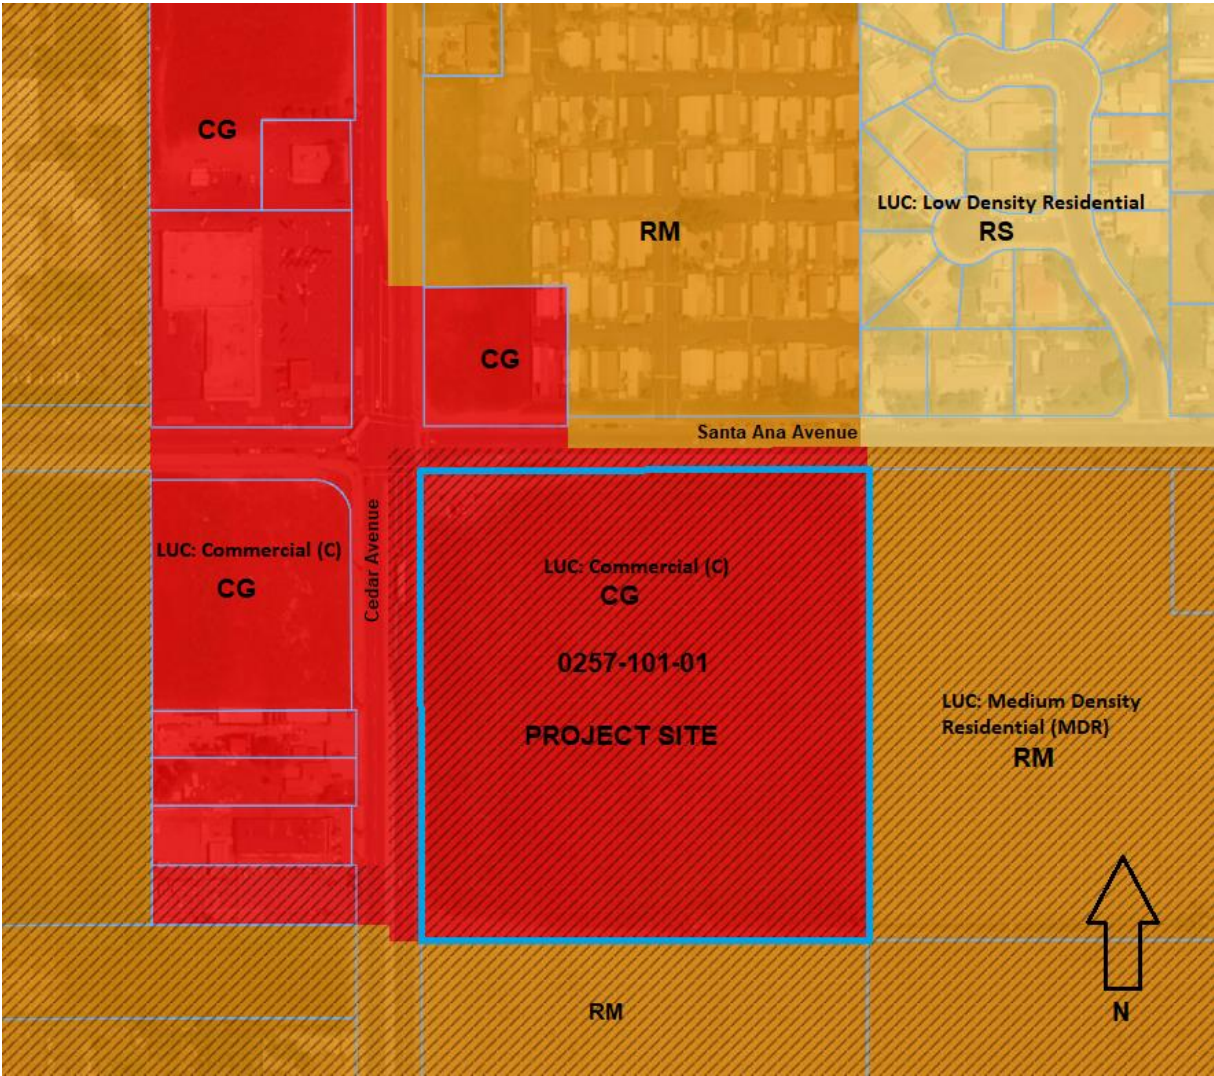 CG
LUC: Low Density Residential
RS
RM
CG
Santa Ana Avenue
Cedar Avenue
LUC: Commercial (C)
CG
LUC: Commercial (C)
CG
0257-101-01
PROJECT SITE
LUC: Medium Density
Residential (MDR)
RM
RM
N